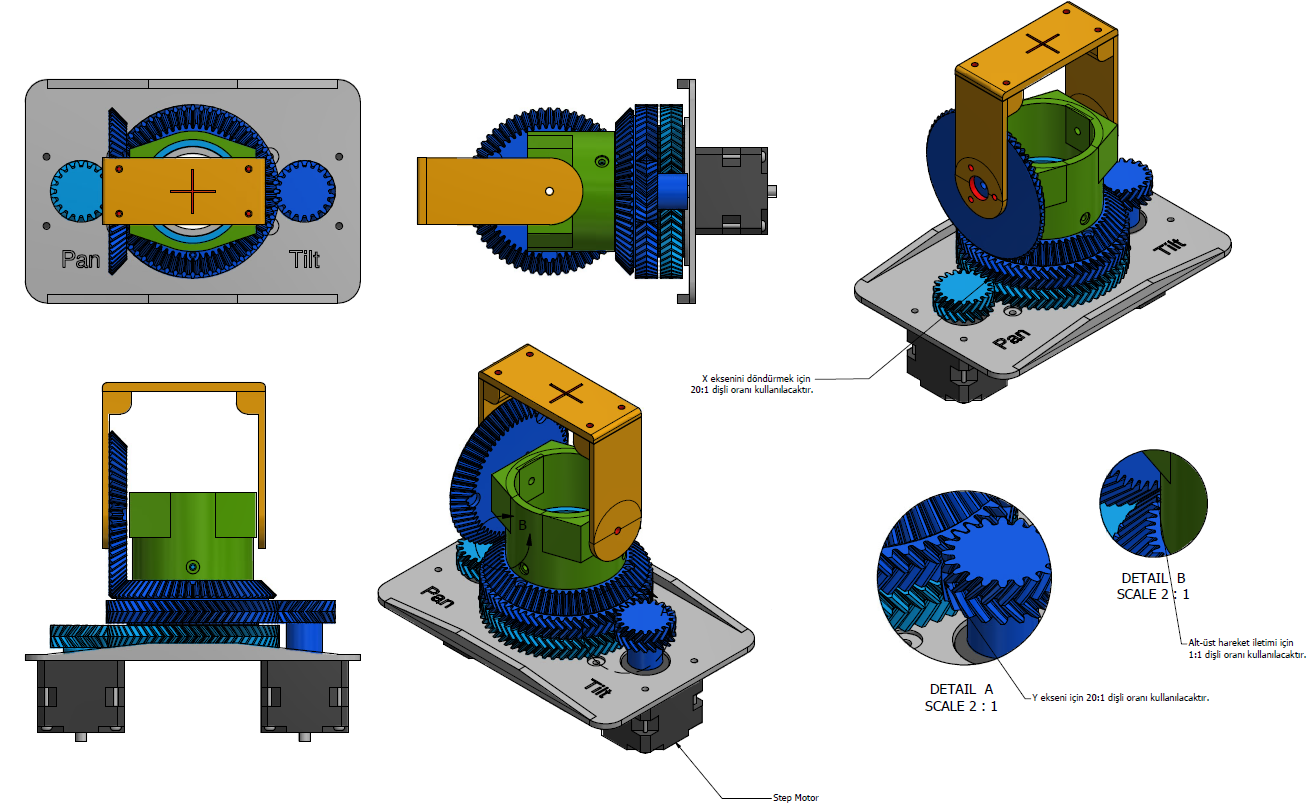 Pan
Tilt
Tilt
Pan
X eksenini döndürmek için
20:1 dişli oranı kullanılacaktır.
B
Pan
Tilt
DETAIL B
SCALE 2 : 1
Alt-üst hareket iletimi için
1:1 dişli oranı kullanılacaktır.
DETAIL A
SCALE 2 : 1
Y ekseni için 20:1 dişli oranı kullanılacaktır.
Step Motor